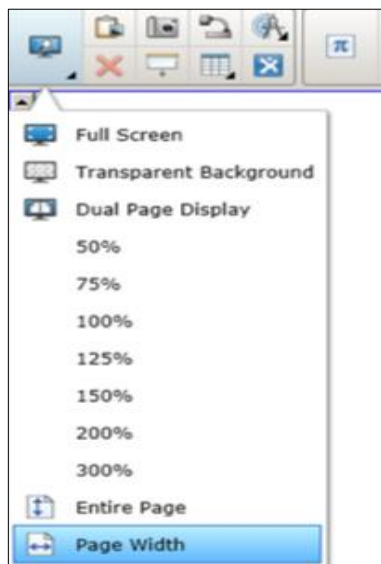 π
Full Screen
Transparent Background
Dual Page Display
50%
75%
100%
125%
150%
200%
300%
Entire Page
Page Width